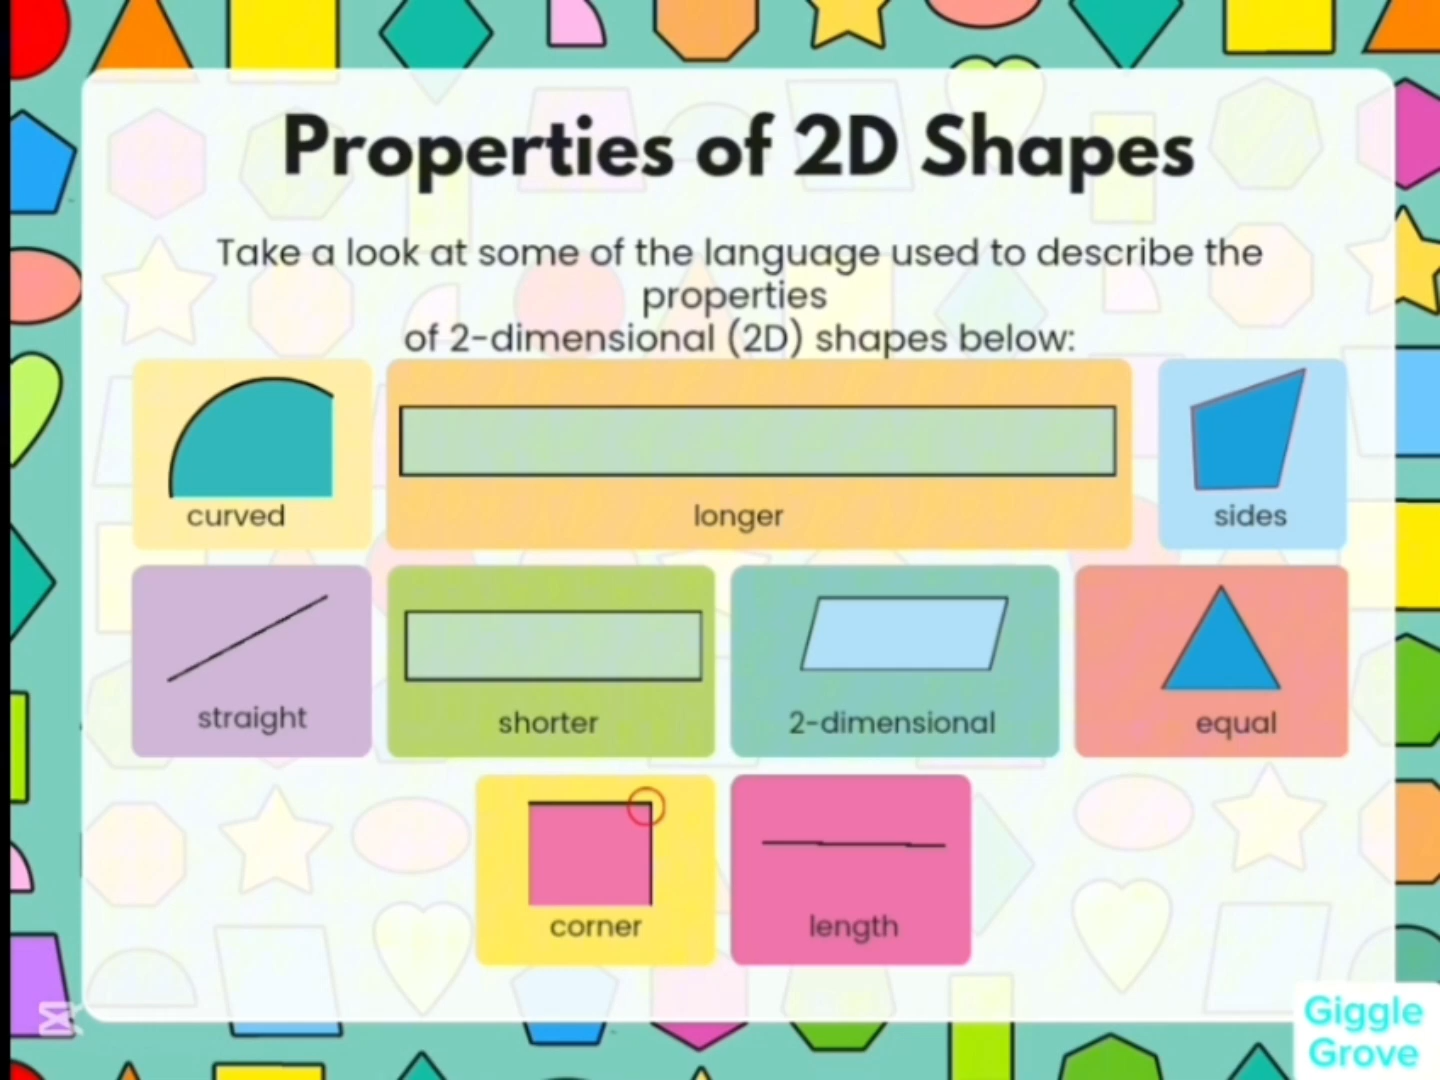 Properties of 2D Shapes
Take a look at some of the language used to describe the
properties
of 2-dimensional (2D) shapes below:
curved
longer
sides
straight
shorter
2-dimensional
equal
corner
length
Giggle
Grove